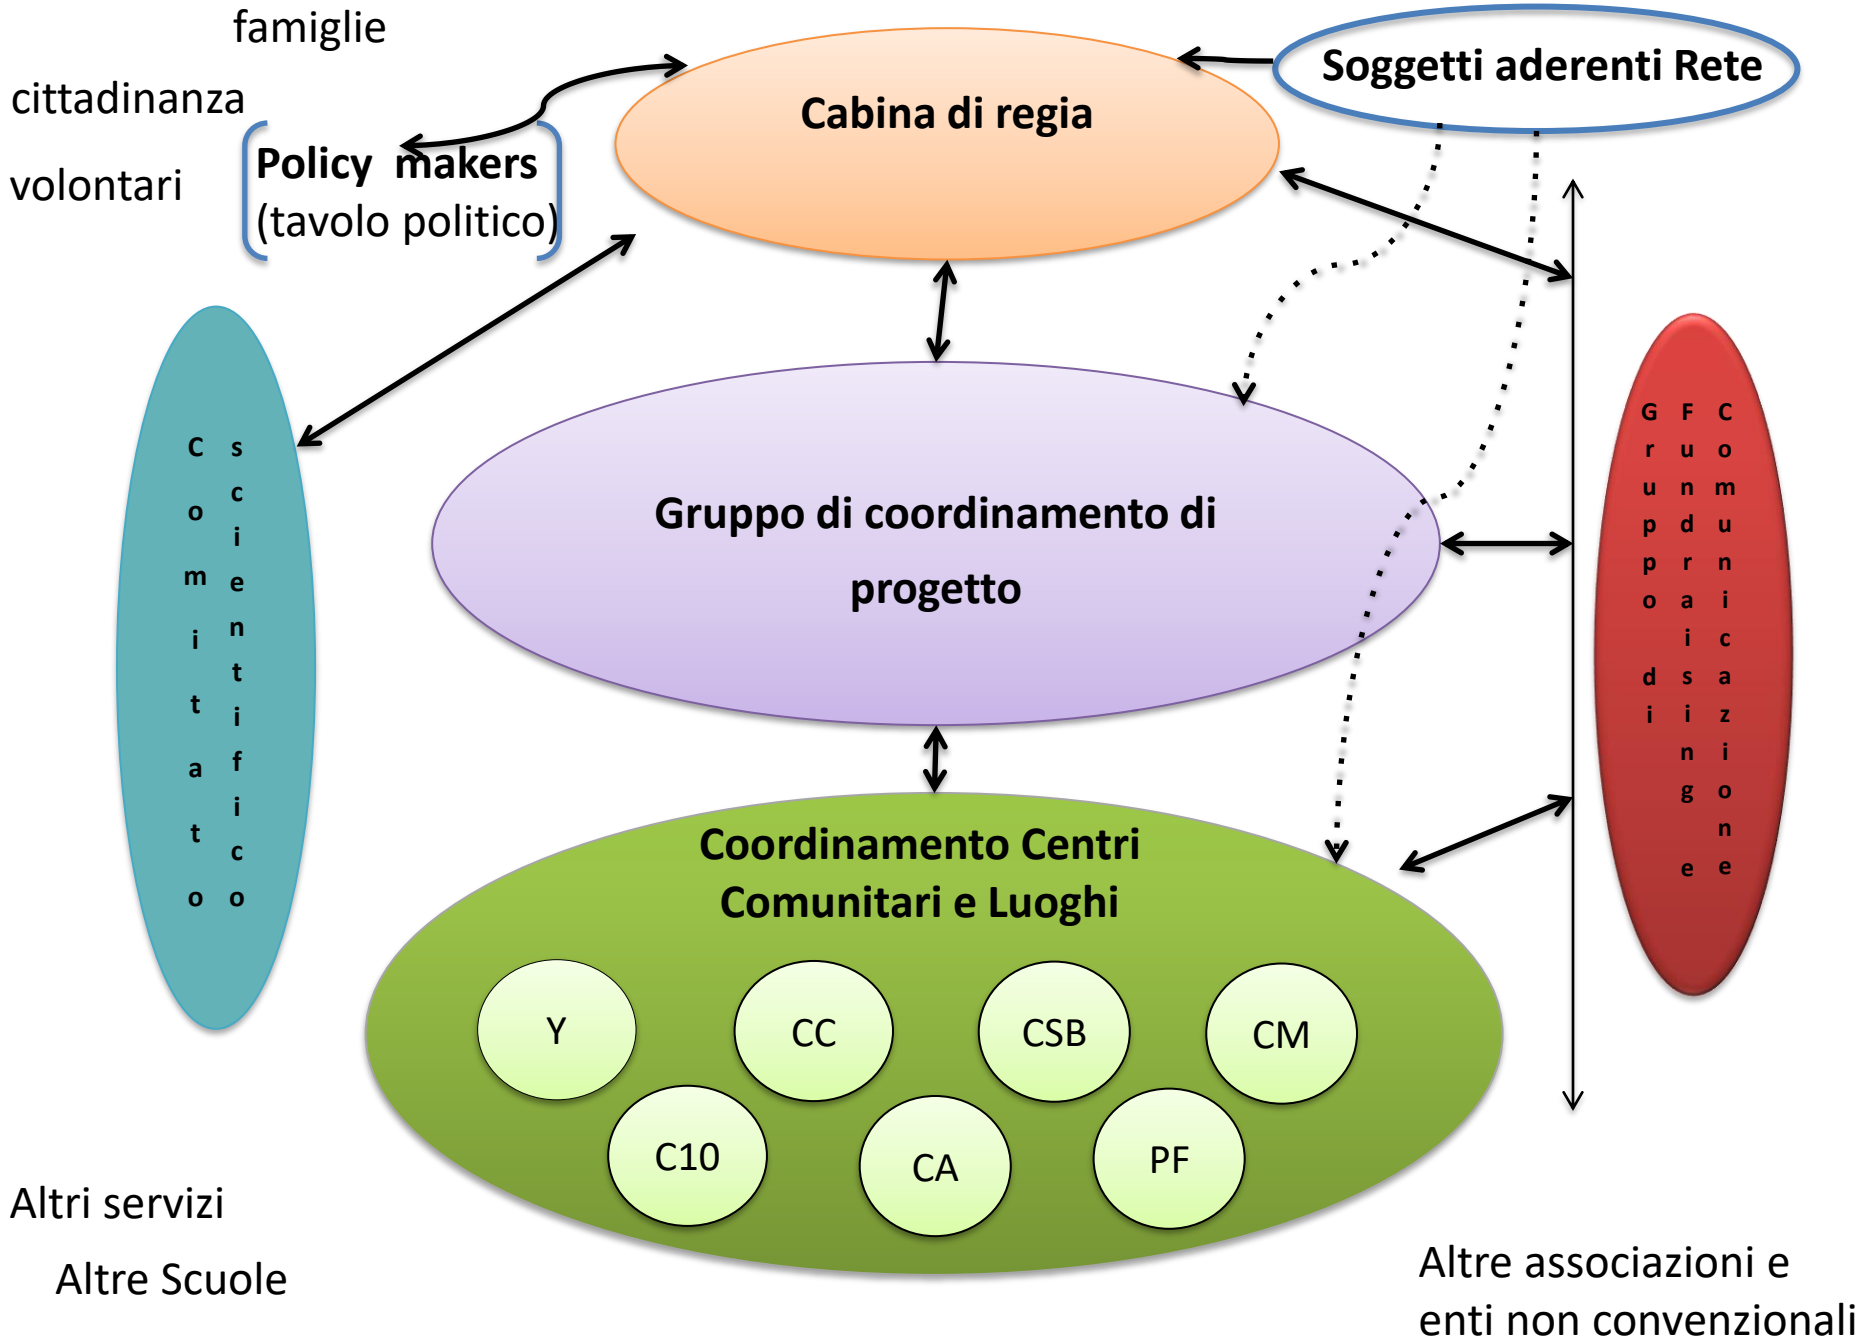 famiglie
cittadinanza
volontari
Policy makers
(tavolo politico)
Cabina di regia
Soggetti aderenti Rete
Comitato
scientifico
Gruppo di coordinamento di
progetto
Gruppo di
Fundraising e
Comunicazione
Coordinamento Centri
Comunitari e Luoghi
Y
CC
CSB
CM
C10
CA
PF
Altri servizi
Altre Scuole
Altre associazioni e
enti non convenzionali